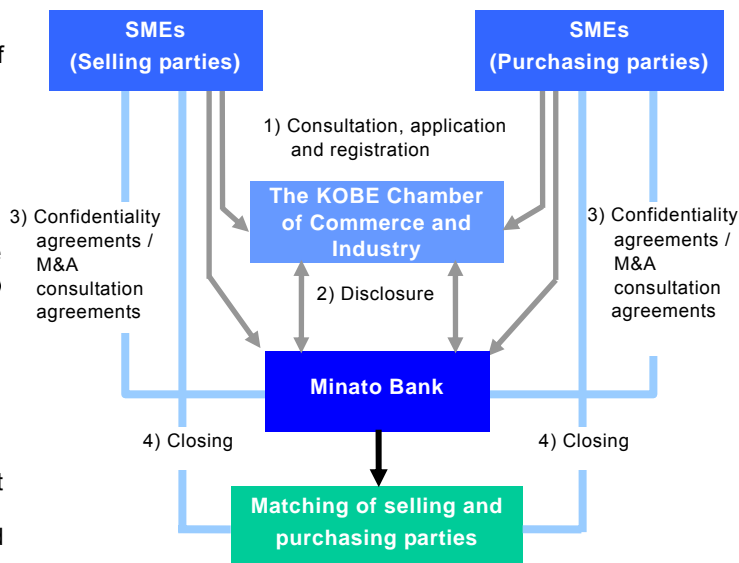 SMEs
(Selling parties)
SMEs
(Purchasing parties)
f
1) Consultation, application
and registration
The KOBE Chamber
of Commerce and
Industry
3) Confidentiality
agreements /
M&A
consultation
agreements
3) Confidentiality
agreements /
M&A
consultation
agreements
2) Disclosure
Minato Bank
4) Closing
4) Closing
t
Matching of selling and
purchasing parties